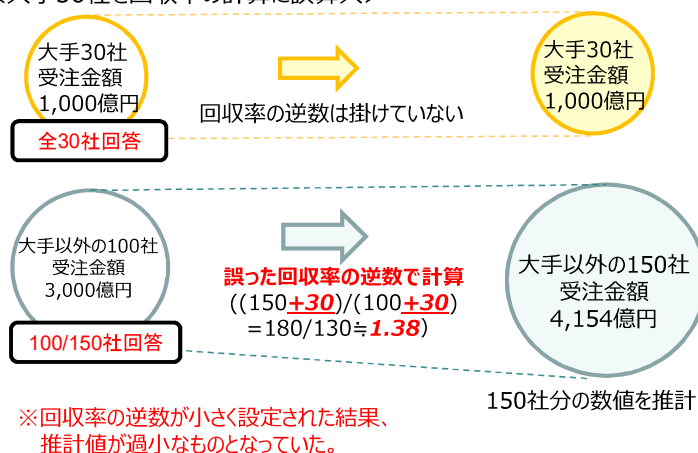 大手30社
受注金額
1,000億円
全30社回答
回収率の逆数は掛けていない
大手30社
受注金額
1,000億円
大手以外の100社
受注金額
3,000億円
100/150社回答
誤った回収率の逆数で計算
((150+30)/(100+30)
=180/130≒1.38)
大手以外の150社
受注金額
4,154億円
150社分の数値を推計
※回収率の逆数が小さく設定された結果、
推計値が過小なものとなっていた。